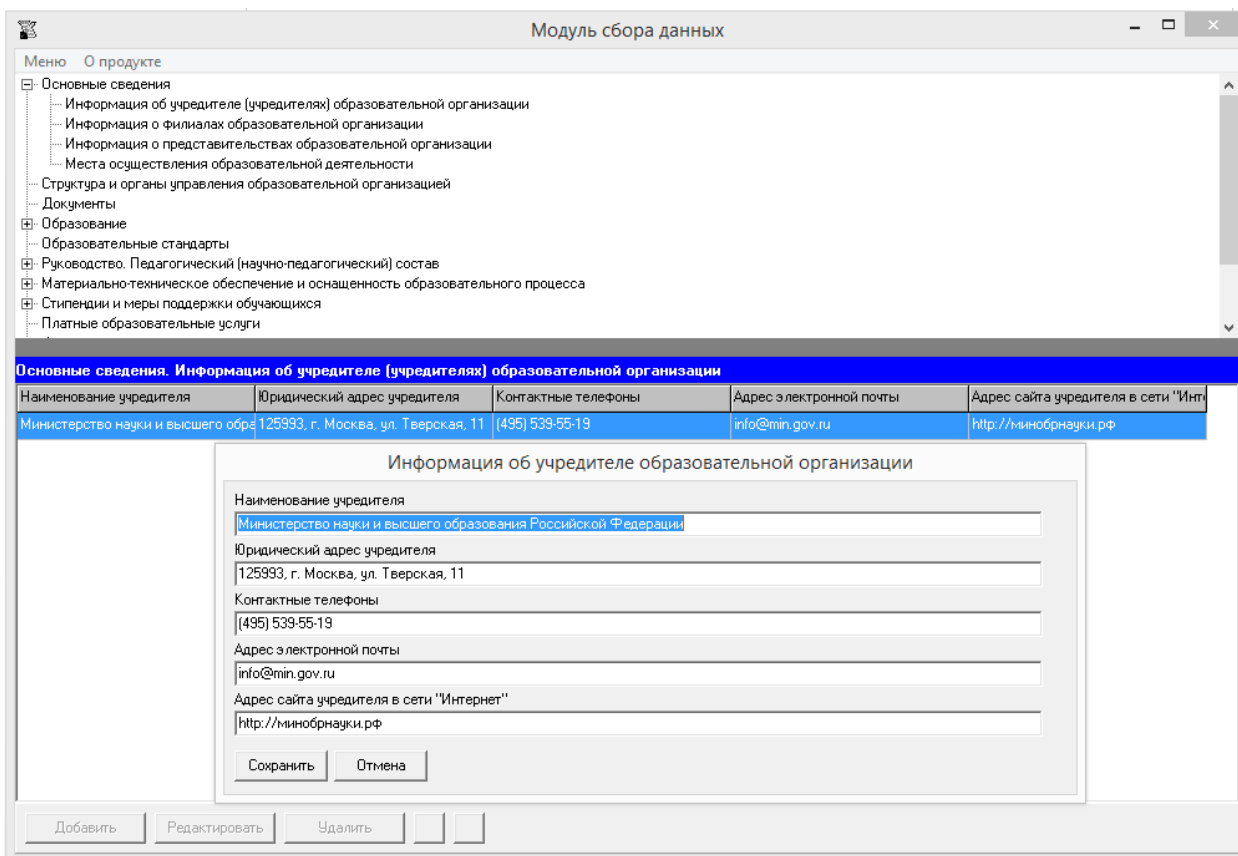 Модуль сбора данных
Меню О продукте
Основные сведения
Информация об учредителе (учредителях) образовательной организации
Информация о филиалах образовательной организации
Информация о представительствах образовательной организации
Места осуществления образовательной деятельности
Структура и органы управления образовательной организацией
Документы
Образование
Образовательные стандарты
Руководство. Педагогический (научно-педагогический) состав
Материально-техническое обеспечение и оснащенность образовательного процесса
Стипендии и меры поддержки обучающихся
Платные образовательные услуги
Основные сведения. Информация об учредителе (учредителях) образовательной организации
Наименование учредителя Юридический адрес учредителя Контактные телефоны Адрес электронной почты Адрес сайта учредителя в сети "Инте
Министерство науки и высшего обра 125993, г. Москва, ул. Тверская, 11 (495) 539-55-19 info@min.gov.ru http://минобрнауки.рф
Информация об учредителе образовательной организации
Наименование учредителя
Министерство науки и высшего образования Российской Федерации
Юридический адрес учредителя
125993, г. Москва, ул. Тверская, 11
Контактные телефоны
(495) 539-55-19
Адрес электронной почты
info@min.gov.ru
Адрес сайта учредителя в сети "Интернет"
http://минобрнауки.рф
Сохранить Отмена
Добавить Редактировать Удалить